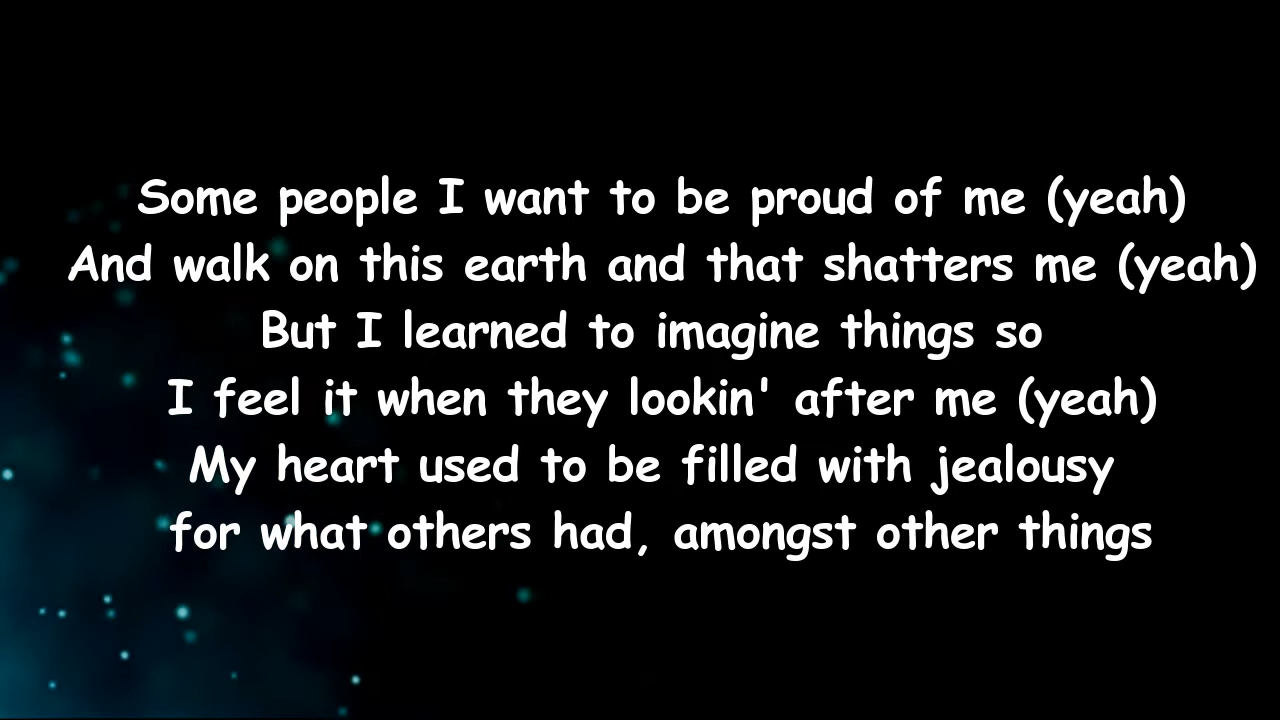 Some people I want to be proud of me (yeah)
And walk on this earth and that shatters me (yeah)
But I learned to imagine things so
I feel it when they lookin' after me (yeah)
My heart used to be filled with jealousy
for what others had, amongst other things